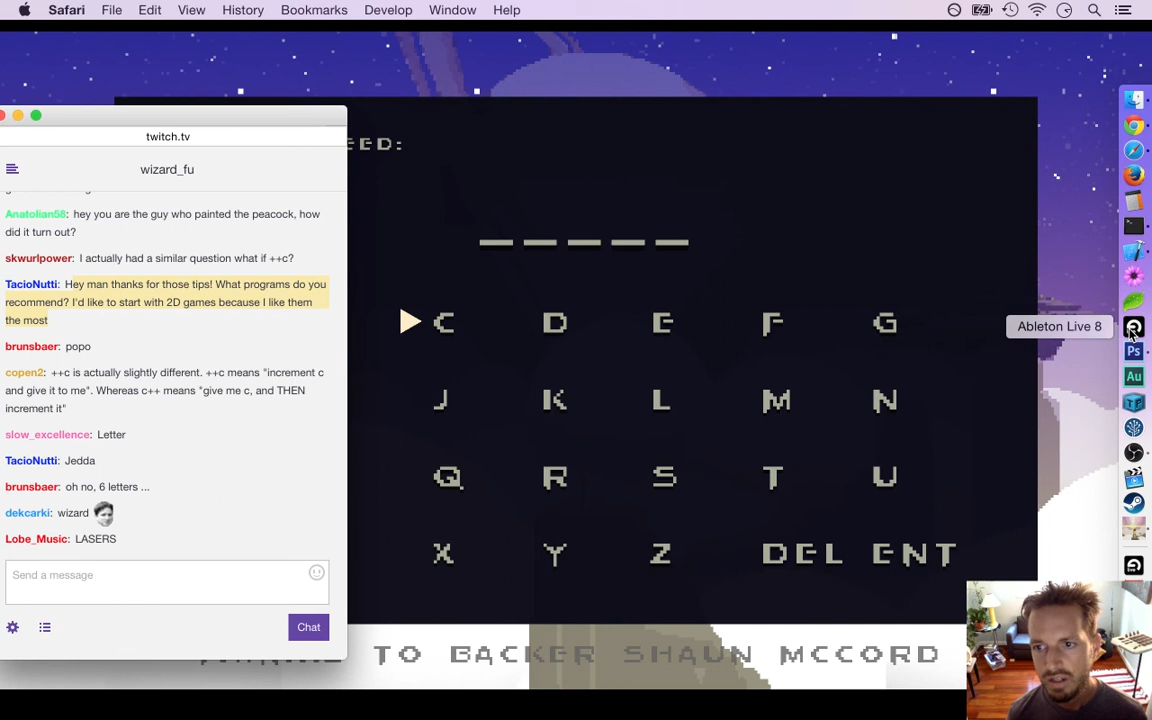 Safari File Edit View History Bookmarks Develop Window Help
twitch.tv
wizard_fu
Anatolian58: hey you are the guy who painted the peacock, how
did it turn out?
skwurlpower: I actually had a similar question what if ++c?
TacioNutti: Hey man thanks for those tips! What programs do you
recommend? I'd like to start with 2D games because I like them
the most
brunsbaer: popo
copen2: ++c is actually slightly different. ++c means "increment c
and give it to me". Whereas c++ means "give me c, and THEN
increment it"
slow_excellence: Letter
TacioNutti: Jedda
brunsbaer: oh no, 6 letters ...
dekcarki: wizard
Lobe_Music: LASERS
Send a message
Chat
EED:
C D E F G
J K L M N
Q R S T U
X Y Z DEL ENT
TO BACKER SHAUN MCCORD
Ableton Live 8
Ps
Au
TP
live